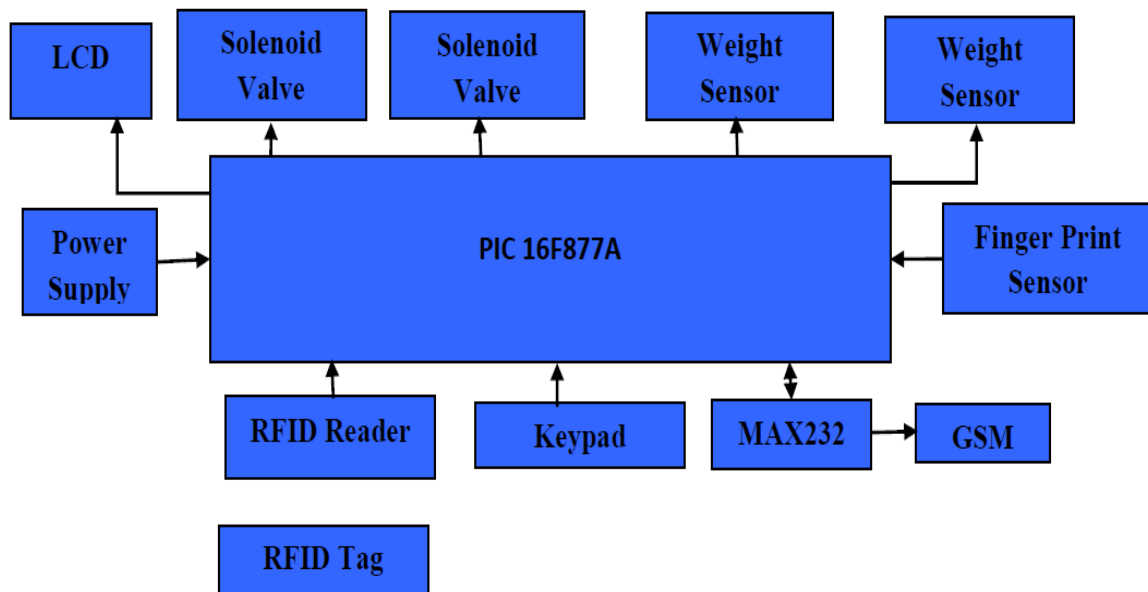 LCD
Solenoid
Valve
Solenoid
Valve
Weight
Sensor
Weight
Sensor
Power
Supply
PIC 16F877A
Finger Print
Sensor
RFID Reader
Keypad
MAX232
GSM
RFID Tag